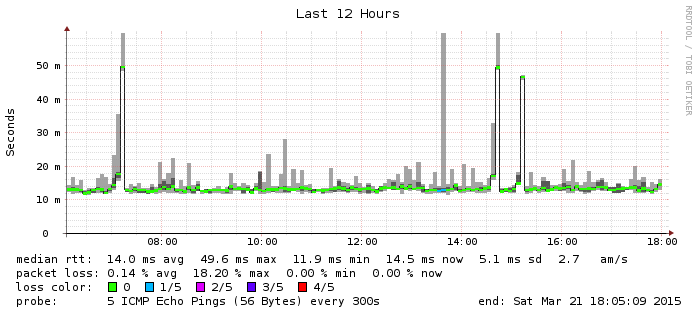 Last 12 Hours
RRDTOOL / TOBI OETIKER
Seconds
50 m
40 m
30 m
20 m
10 m
0
08:00 10:00 12:00 14:00 16:00 18:00
median rtt: 14.0 ms avg 49.6 ms max 11.9 ms min 14.5 ms now 5.1 ms sd 2.7 am/s
packet loss: 0.14 % avg 18.20 % max 0.00 % min 0.00 % now
loss color: 0 1/5 2/5 3/5 4/5
probe: 5 ICMP Echo Pings (56 Bytes) every 300s end: Sat Mar 21 18:05:09 2015